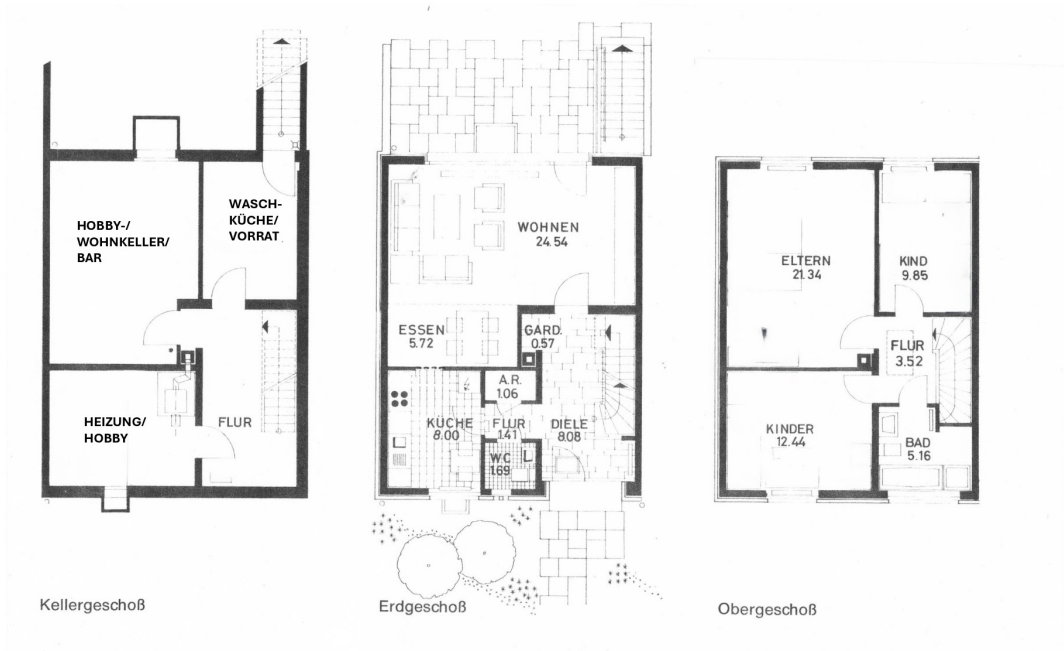 HOBBY-/
WOHNKELLER/
BAR
WASCH-
KÜCHE/
VORRAT
HEIZUNG/
HOBBY
FLUR
Kellergeschoß
WOHNEN
24.54
ESSEN
5.72
GARD.
0.57
A.R.
1.06
KÜCHE
8.00
FLUR
1.41
DIELE
8.08
WC
1.69
Erdgeschoß
ELTERN
21.34
KIND
9.85
FLUR
3.52
KINDER
12.44
BAD
5.16
Obergeschoß